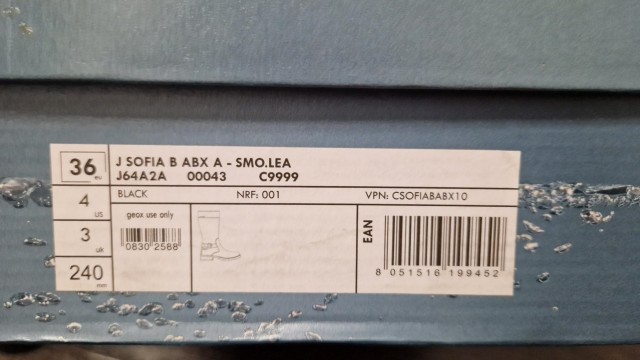 36 eu
J SOFIA B ABX A - SMO.LEA
J64A2A 00043 C9999
4 us
BLACK NRF: 001 VPN: CSOFIABABX10
geox use only
0830 2588
3 uk
EAN
8 051516 199452
240 mm